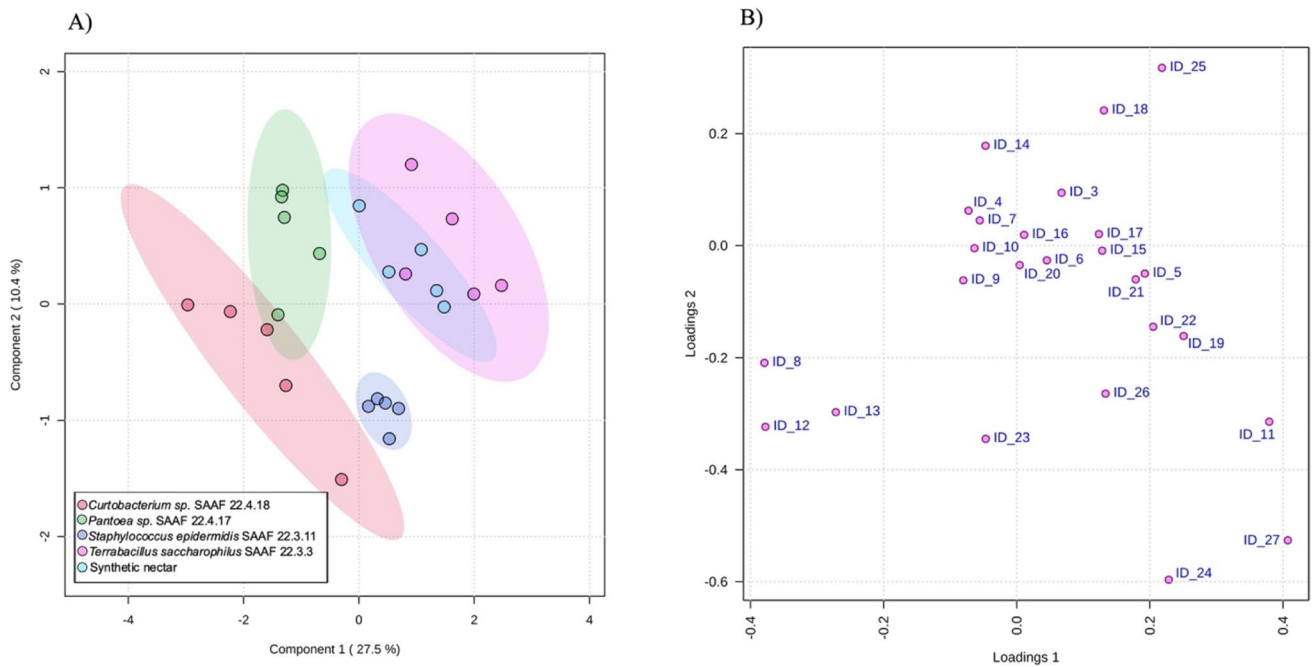 A)
2
1
0
-1
-2
Component 2 ( 10.4 %)
Curtobacterium sp. SAAF 22.4.18
Pantoea sp. SAAF 22.4.17
Staphylococcus epidermidis SAAF 22.3.11
Terrabacillus saccharophilus SAAF 22.3.3
Synthetic nectar
-4
-2
0
2
4
Component 1 ( 27.5 %)
B)
0.2
0.0
-0.2
-0.4
-0.6
Loadings 2
ID_25
ID_18
ID_14
ID_3
ID_4
ID_7
ID_16
ID_17
ID_10
ID_15
ID_6
ID_20
ID_5
ID_9
ID_21
ID_22
ID_19
ID_8
ID_26
ID_13
ID_12
ID_11
ID_23
ID_27
ID_24
-0.4
-0.2
0.0
0.2
0.4
Loadings 1